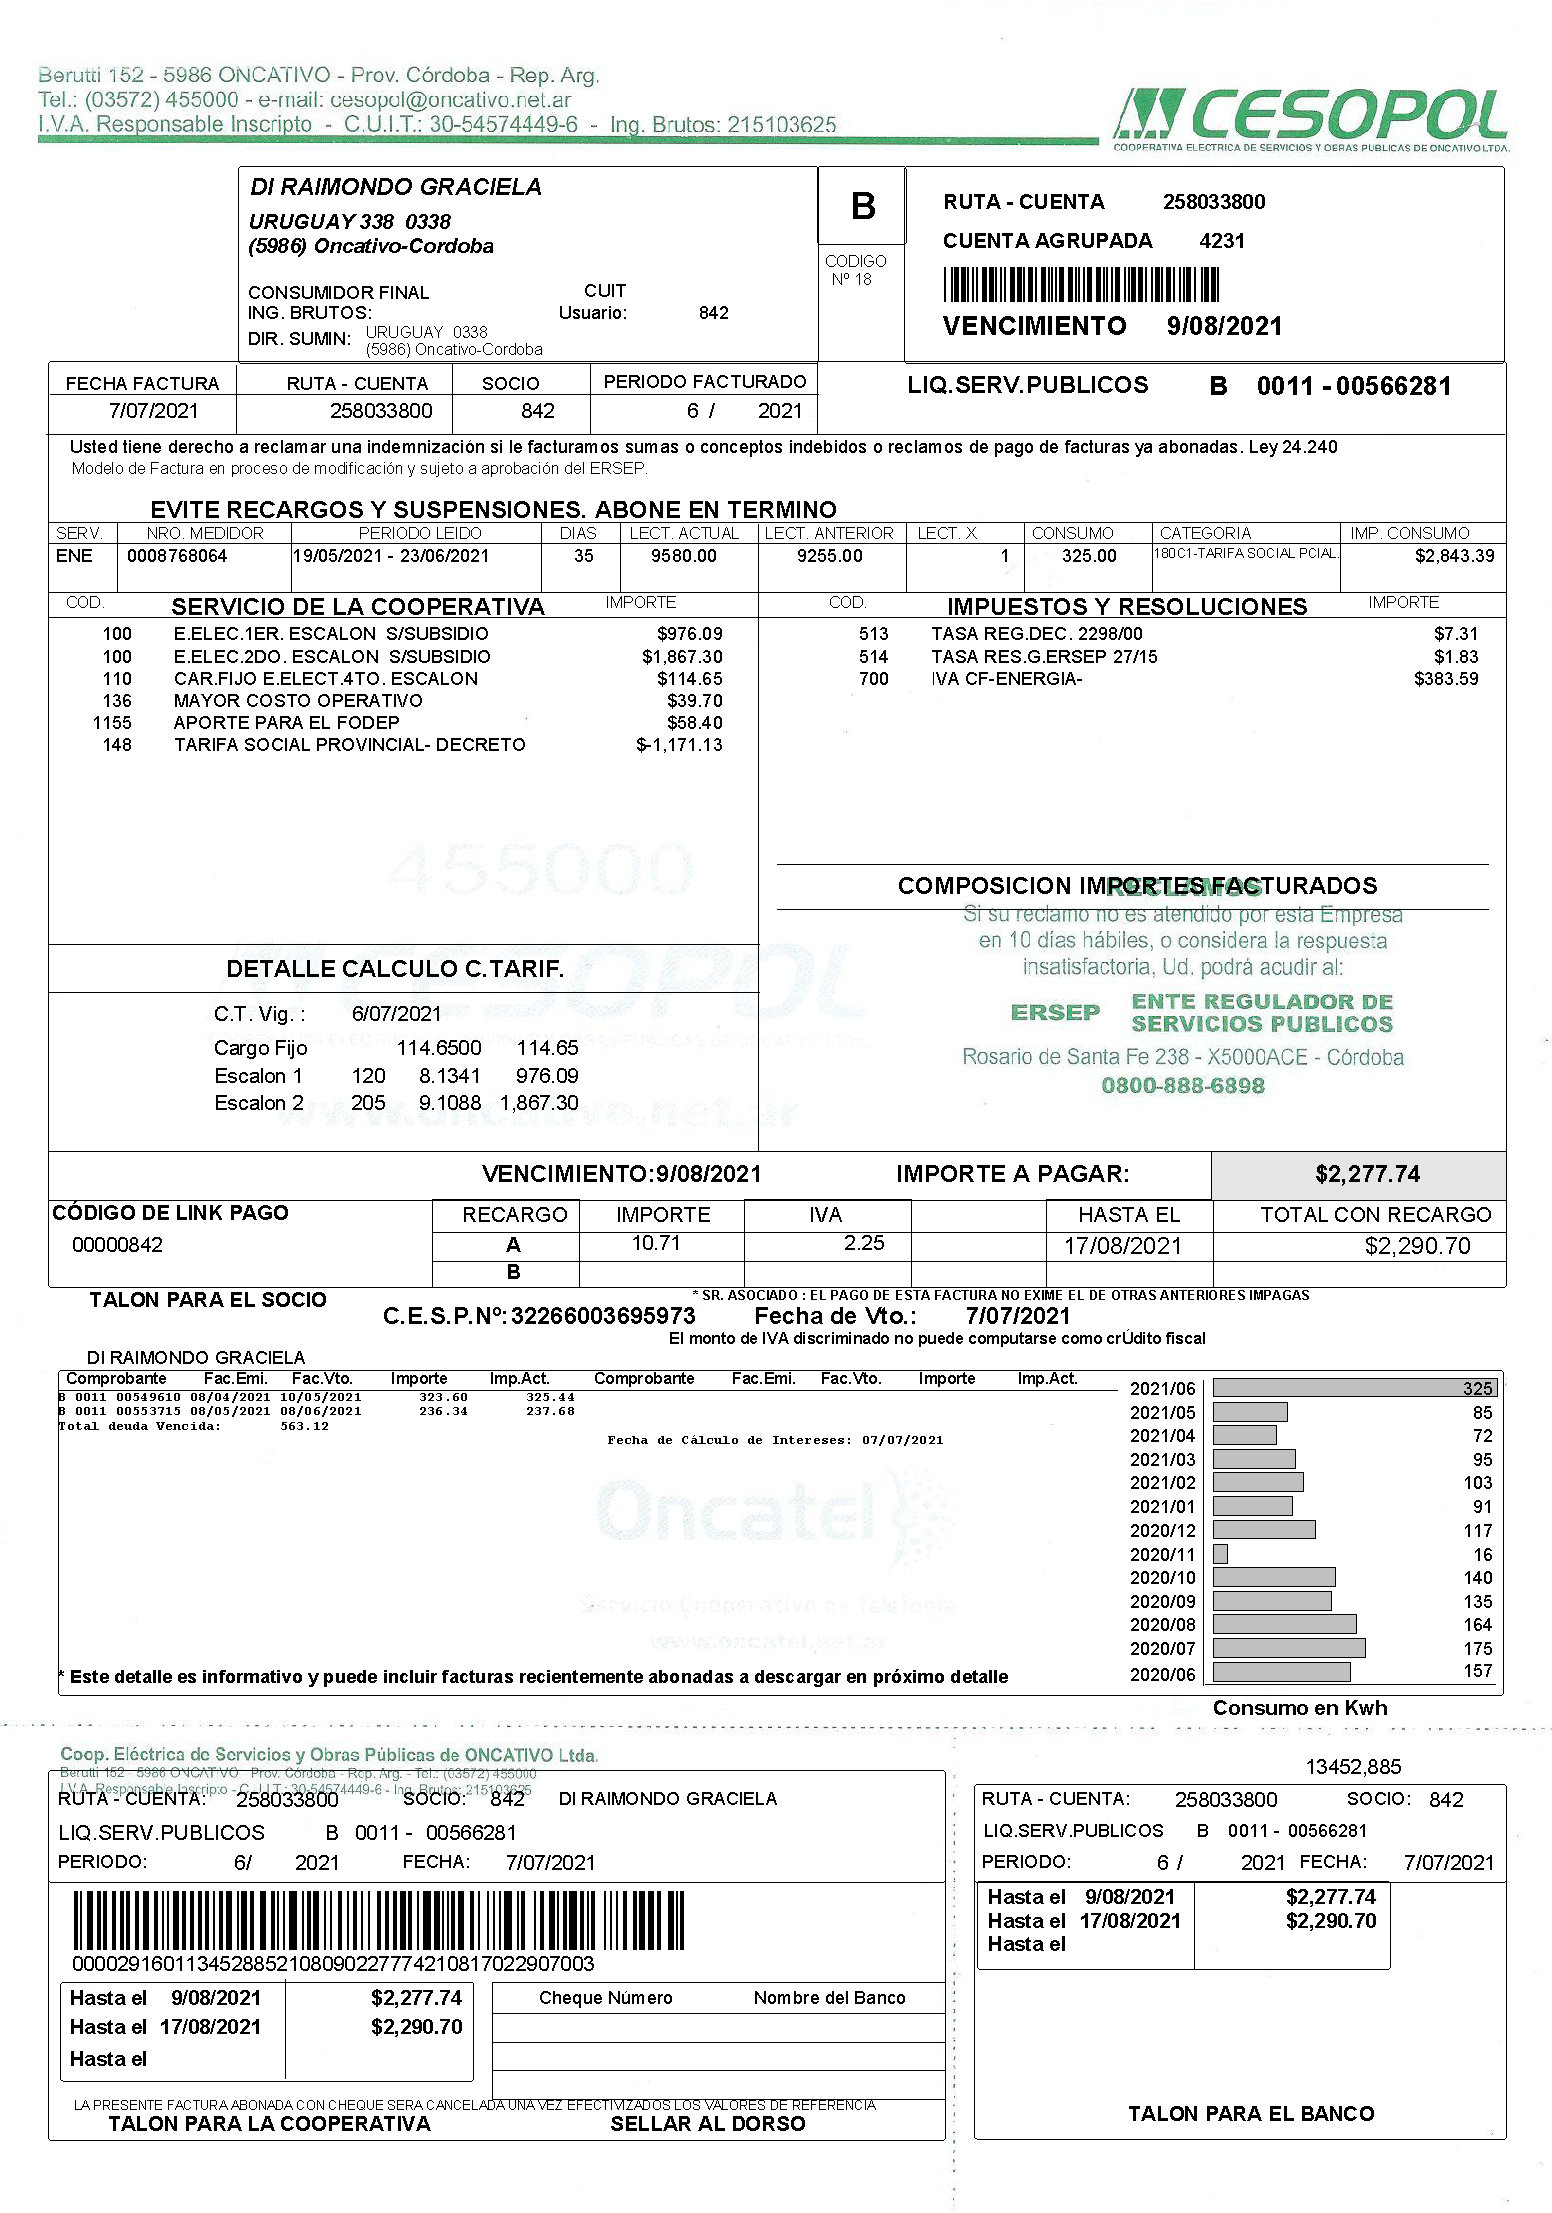 Berutti 152 - 5986 ONCATIVO - Prov. Córdoba - Rep. Arg.
Tel.: (03572) 455000 - e-mail: cesopol@oncativo.net.ar
I.V.A. Responsable Inscripto - C.U.I.T.: 30-54574449-6 - Ing. Brutos: 215103625
CESOPOL
COOPERATIVA ELECTRICA DE SERVICIOS Y OBRAS PUBLICAS DE ONCATIVO LTDA.
DI RAIMONDO GRACIELA
URUGUAY 338 0338
(5986) Oncativo-Cordoba
CONSUMIDOR FINAL CUIT
ING. BRUTOS: Usuario: 842
DIR. SUMIN: URUGUAY 0338
(5986) Oncativo-Cordoba
B
CODIGO
Nº 18
RUTA - CUENTA 258033800
CUENTA AGRUPADA 4231
VENCIMIENTO 9/08/2021
FECHA FACTURA RUTA - CUENTA SOCIO PERIODO FACTURADO
7/07/2021 258033800 842 6 / 2021
LIQ.SERV.PUBLICOS B 0011 - 00566281
Usted tiene derecho a reclamar una indemnización si le facturamos sumas o conceptos indebidos o reclamos de pago de facturas ya abonadas. Ley 24.240
Modelo de Factura en proceso de modificación y sujeto a aprobación del ERSEP.
EVITE RECARGOS Y SUSPENSIONES. ABONE EN TERMINO
SERV. NRO. MEDIDOR PERIODO LEIDO DIAS LECT. ACTUAL LECT. ANTERIOR LECT. X CONSUMO CATEGORIA IMP. CONSUMO
ENE 0008768064 19/05/2021 - 23/06/2021 35 9580.00 9255.00 1 325.00 180C1-TARIFA SOCIAL PCIAL. $2,843.39
COD. SERVICIO DE LA COOPERATIVA IMPORTE
100 E.ELEC.1ER. ESCALON S/SUBSIDIO $976.09
100 E.ELEC.2DO. ESCALON S/SUBSIDIO $1,867.30
110 CAR.FIJO E.ELECT.4TO. ESCALON $114.65
136 MAYOR COSTO OPERATIVO $39.70
1155 APORTE PARA EL FODEP $58.40
148 TARIFA SOCIAL PROVINCIAL- DECRETO $-1,171.13
COD. IMPUESTOS Y RESOLUCIONES IMPORTE
513 TASA REG.DEC. 2298/00 $7.31
514 TASA RES.G.ERSEP 27/15 $1.83
700 IVA CF-ENERGIA- $383.59
455000
CESOPOL
www.oncativo.net.ar
DETALLE CALCULO C.TARIF.
C.T. Vig. : 6/07/2021
Cargo Fijo 114.6500 114.65
Escalon 1 120 8.1341 976.09
Escalon 2 205 9.1088 1,867.30
COMPOSICION IMPORTES FACTURADOS
RECLAMOS
Si su reclamo no es atendido por esta Empresa
en 10 días hábiles, o considera la respuesta
insatisfactoria, Ud. podrá acudir al:
ERSEP ENTE REGULADOR DE
SERVICIOS PUBLICOS
Rosario de Santa Fe 238 - X5000ACE - Córdoba
0800-888-6898
VENCIMIENTO:9/08/2021 IMPORTE A PAGAR: $2,277.74
CÓDIGO DE LINK PAGO RECARGO IMPORTE IVA HASTA EL TOTAL CON RECARGO
00000842 A 10.71 2.25 17/08/2021 $2,290.70
B
TALON PARA EL SOCIO
* SR. ASOCIADO : EL PAGO DE ESTA FACTURA NO EXIME EL DE OTRAS ANTERIORES IMPAGAS
C.E.S.P.Nº: 32266003695973 Fecha de Vto.: 7/07/2021
El monto de IVA discriminado no puede computarse como crÚdito fiscal
DI RAIMONDO GRACIELA
Comprobante Fac.Emi. Fac.Vto. Importe Imp.Act. Comprobante Fac.Emi. Fac.Vto. Importe Imp.Act.
B 0011 00549610 08/04/2021 10/05/2021 323.60 325.44
B 0011 00553715 08/05/2021 08/06/2021 236.34 237.68
Total deuda Vencida: 563.12
Fecha de Cálculo de Intereses: 07/07/2021
Oncatel
Servicio Cooperativo de Telefonía
www.oncatel.net.ar
* Este detalle es informativo y puede incluir facturas recientemente abonadas a descargar en próximo detalle
2021/06 325
2021/05 85
2021/04 72
2021/03 95
2021/02 103
2021/01 91
2020/12 117
2020/11 16
2020/10 140
2020/09 135
2020/08 164
2020/07 175
2020/06 157
Consumo en Kwh
Coop. Eléctrica de Servicios y Obras Públicas de ONCATIVO Ltda.
Berutti 152 - 5986 ONCATIVO - Prov. Córdoba - Rep. Arg. - Tel.: (03572) 455000
I.V.A. Responsable Inscripto - C.U.I.T.: 30-54574449-6 - Ing. Brutos: 215103625
RUTA - CUENTA: 258033800 SOCIO: 842 DI RAIMONDO GRACIELA
LIQ.SERV.PUBLICOS B 0011 - 00566281
PERIODO: 6/ 2021 FECHA: 7/07/2021
0000291601134528852108090227774210817022907003
Hasta el 9/08/2021 $2,277.74
Hasta el 17/08/2021 $2,290.70
Hasta el
Cheque Número Nombre del Banco
LA PRESENTE FACTURA ABONADA CON CHEQUE SERA CANCELADA UNA VEZ EFECTIVIZADOS LOS VALORES DE REFERENCIA
TALON PARA LA COOPERATIVA SELLAR AL DORSO
13452,885
RUTA - CUENTA: 258033800 SOCIO: 842
LIQ.SERV.PUBLICOS B 0011 - 00566281
PERIODO: 6 / 2021 FECHA: 7/07/2021
Hasta el 9/08/2021 $2,277.74
Hasta el 17/08/2021 $2,290.70
Hasta el
TALON PARA EL BANCO